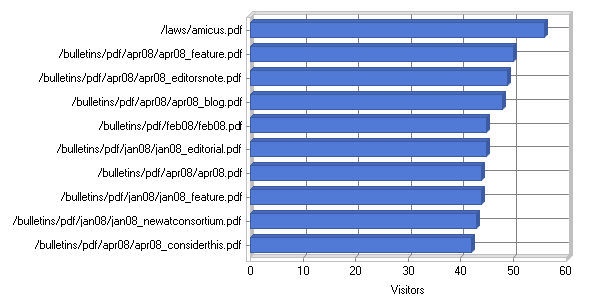 /laws/amicus.pdf
/bulletins/pdf/apr08/apr08_feature.pdf
/bulletins/pdf/apr08/apr08_editorsnote.pdf
/bulletins/pdf/apr08/apr08_blog.pdf
/bulletins/pdf/feb08/feb08.pdf
/bulletins/pdf/jan08/jan08_editorial.pdf
/bulletins/pdf/apr08/apr08.pdf
/bulletins/pdf/jan08/jan08_feature.pdf
/bulletins/pdf/jan08/jan08_newatconsortium.pdf
/bulletins/pdf/apr08/apr08_considerthis.pdf
0 10 20 30 40 50 60
Visitors